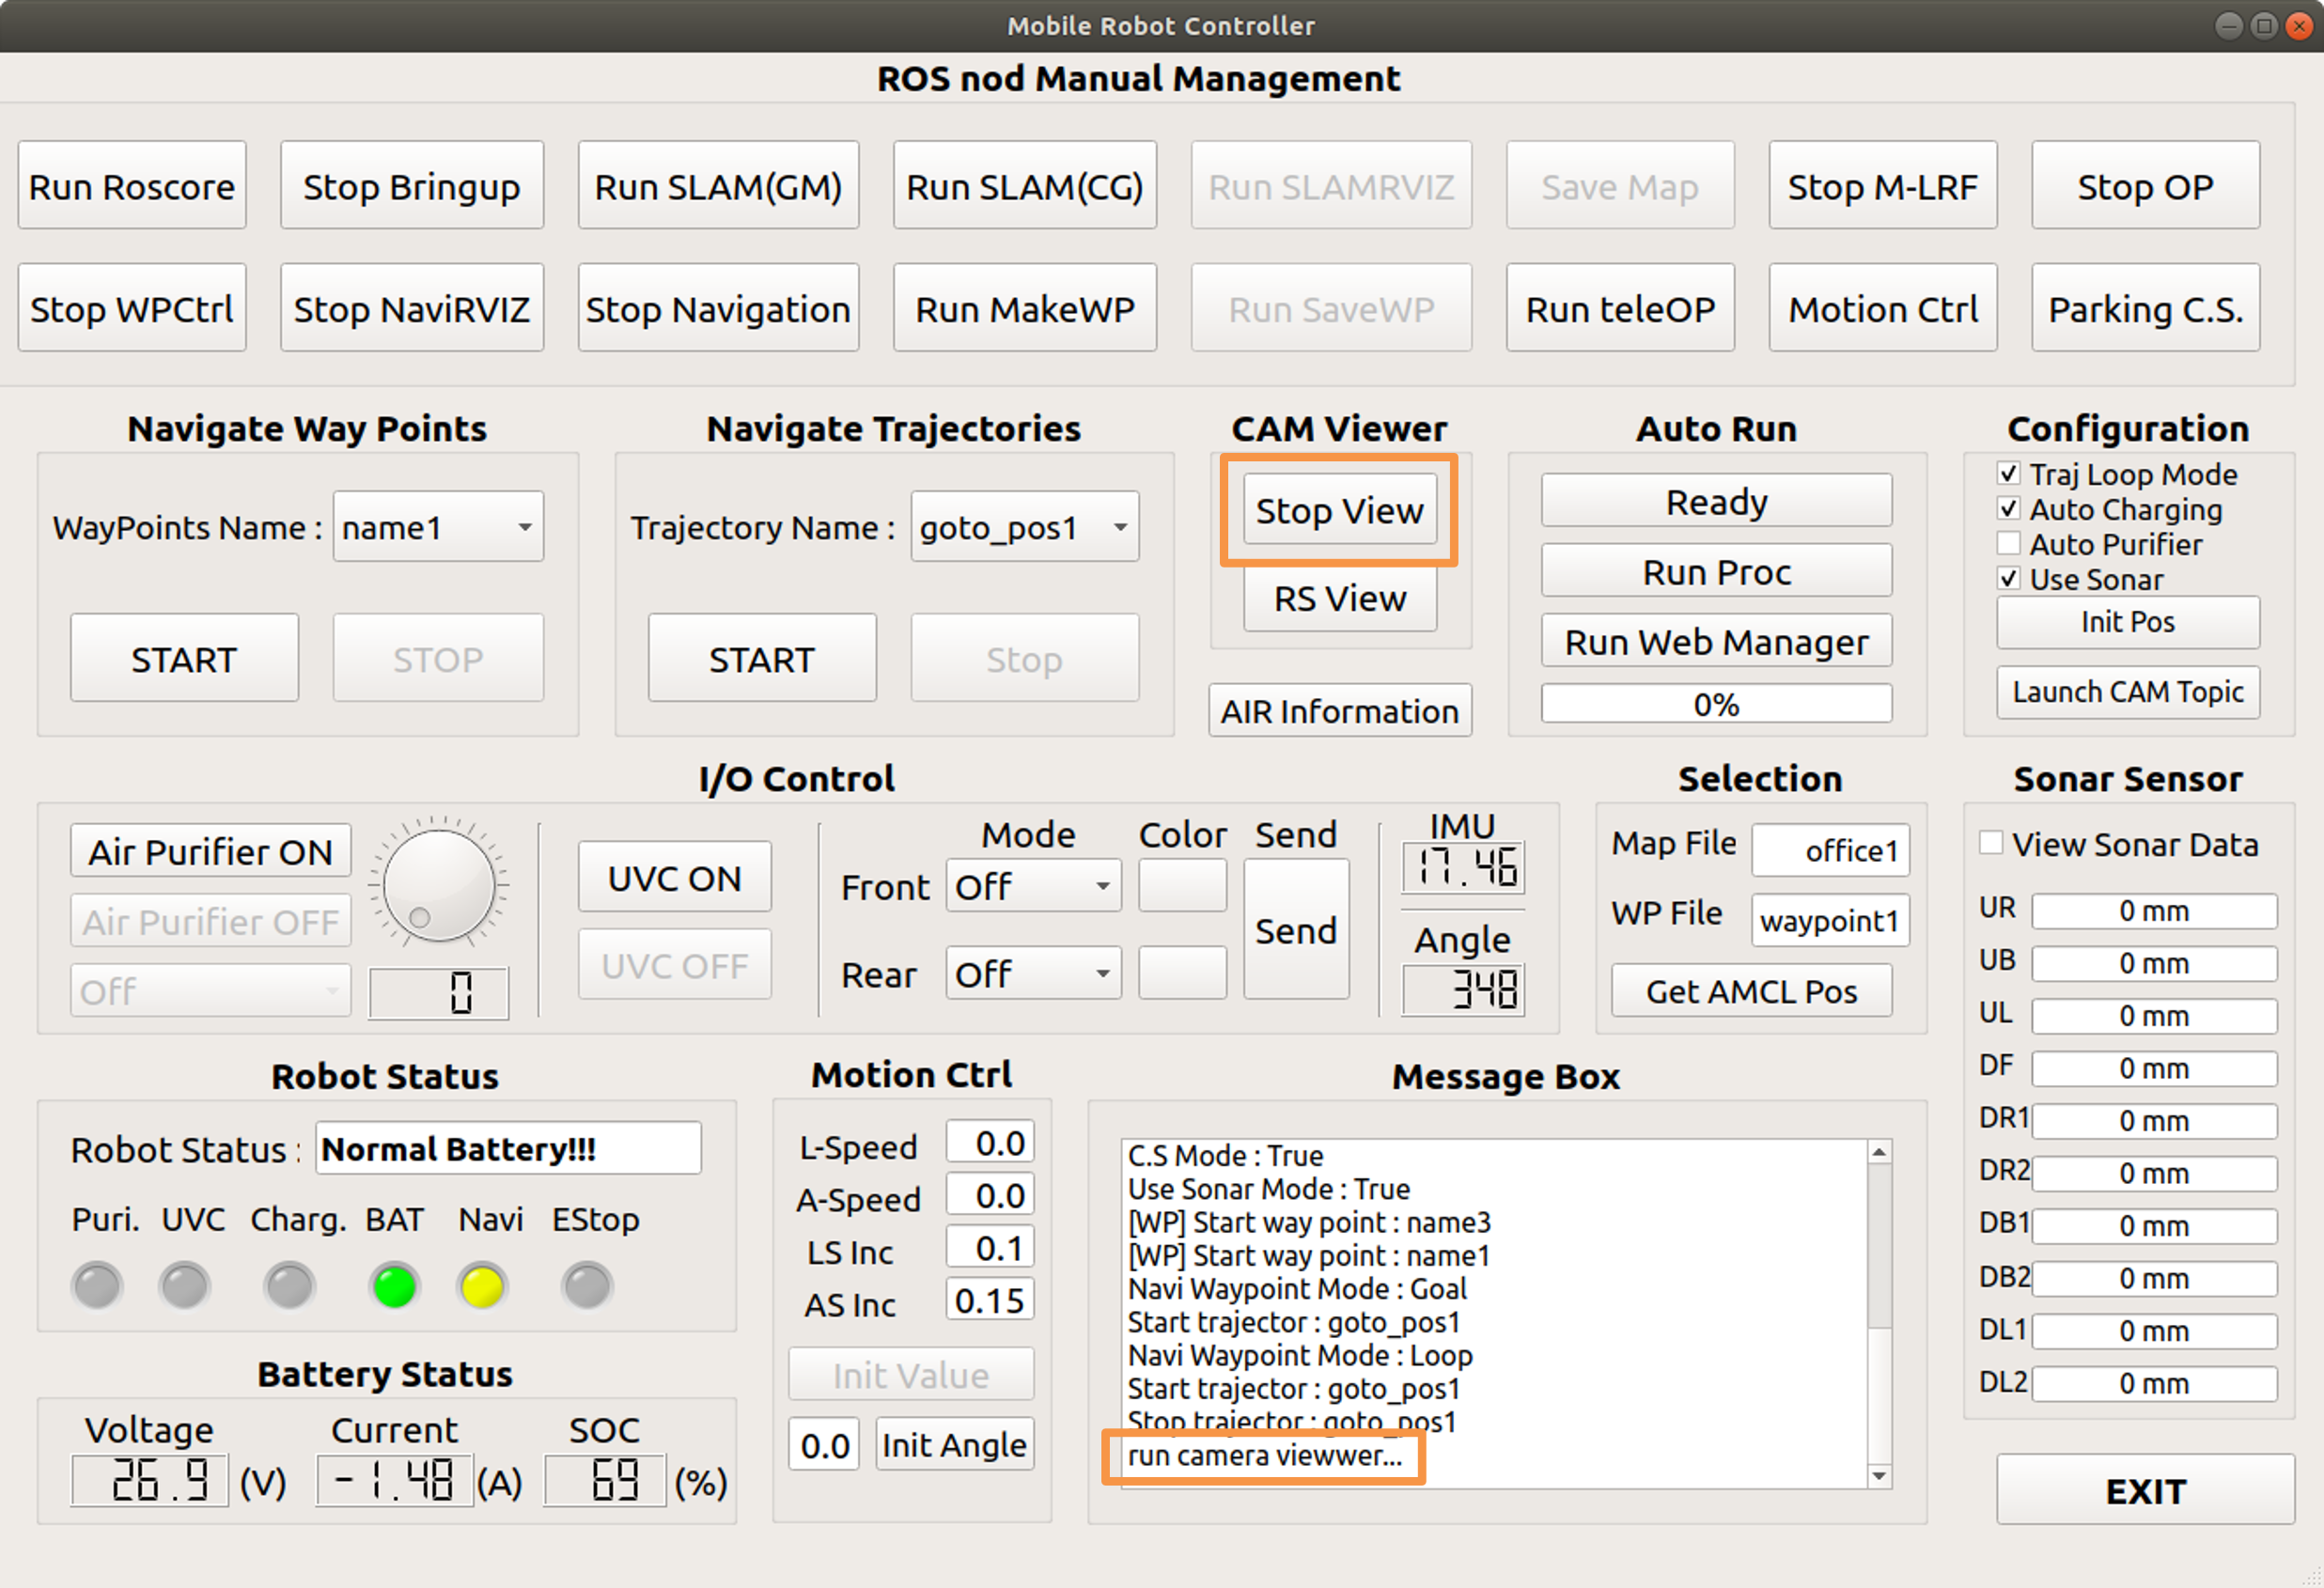 Mobile Robot Controller
ROS nod Manual Management
Run Roscore Stop Bringup Run SLAM(GM) Run SLAM(CG) Run SLAMRVIZ Save Map Stop M-LRF Stop OP
Stop WPCtrl Stop NaviRVIZ Stop Navigation Run MakeWP Run SaveWP Run teleOP Motion Ctrl Parking C.S.
Navigate Way Points
WayPoints Name : name1
START STOP
Navigate Trajectories
Trajectory Name : goto_pos1
START Stop
CAM Viewer
Stop View
RS View
AIR Information
Auto Run
Ready
Run Proc
Run Web Manager
0%
Configuration
Traj Loop Mode
Auto Charging
Auto Purifier
Use Sonar
Init Pos
Launch CAM Topic
I/O Control
Air Purifier ON
Air Purifier OFF
Off
0
UVC ON
UVC OFF
Mode Color Send
Front Off
Send
Rear Off
IMU
17.46
Angle
348
Selection
Map File office1
WP File waypoint1
Get AMCL Pos
Sonar Sensor
View Sonar Data
UR 0 mm
UB 0 mm
UL 0 mm
DF 0 mm
DR1 0 mm
DR2 0 mm
DB1 0 mm
DB2 0 mm
DL1 0 mm
DL2 0 mm
Robot Status
Robot Status : Normal Battery!!!
Puri. UVC Charg. BAT Navi EStop
Battery Status
Voltage Current SOC
26.9 (V) -1.48 (A) 69 (%)
Motion Ctrl
L-Speed 0.0
A-Speed 0.0
LS Inc 0.1
AS Inc 0.15
Init Value
0.0 Init Angle
Message Box
C.S Mode : True
Use Sonar Mode : True
[WP] Start way point : name3
[WP] Start way point : name1
Navi Waypoint Mode : Goal
Start trajector : goto_pos1
Navi Waypoint Mode : Loop
Start trajector : goto_pos1
Stop trajector : goto_pos1
run camera viewwer...
EXIT